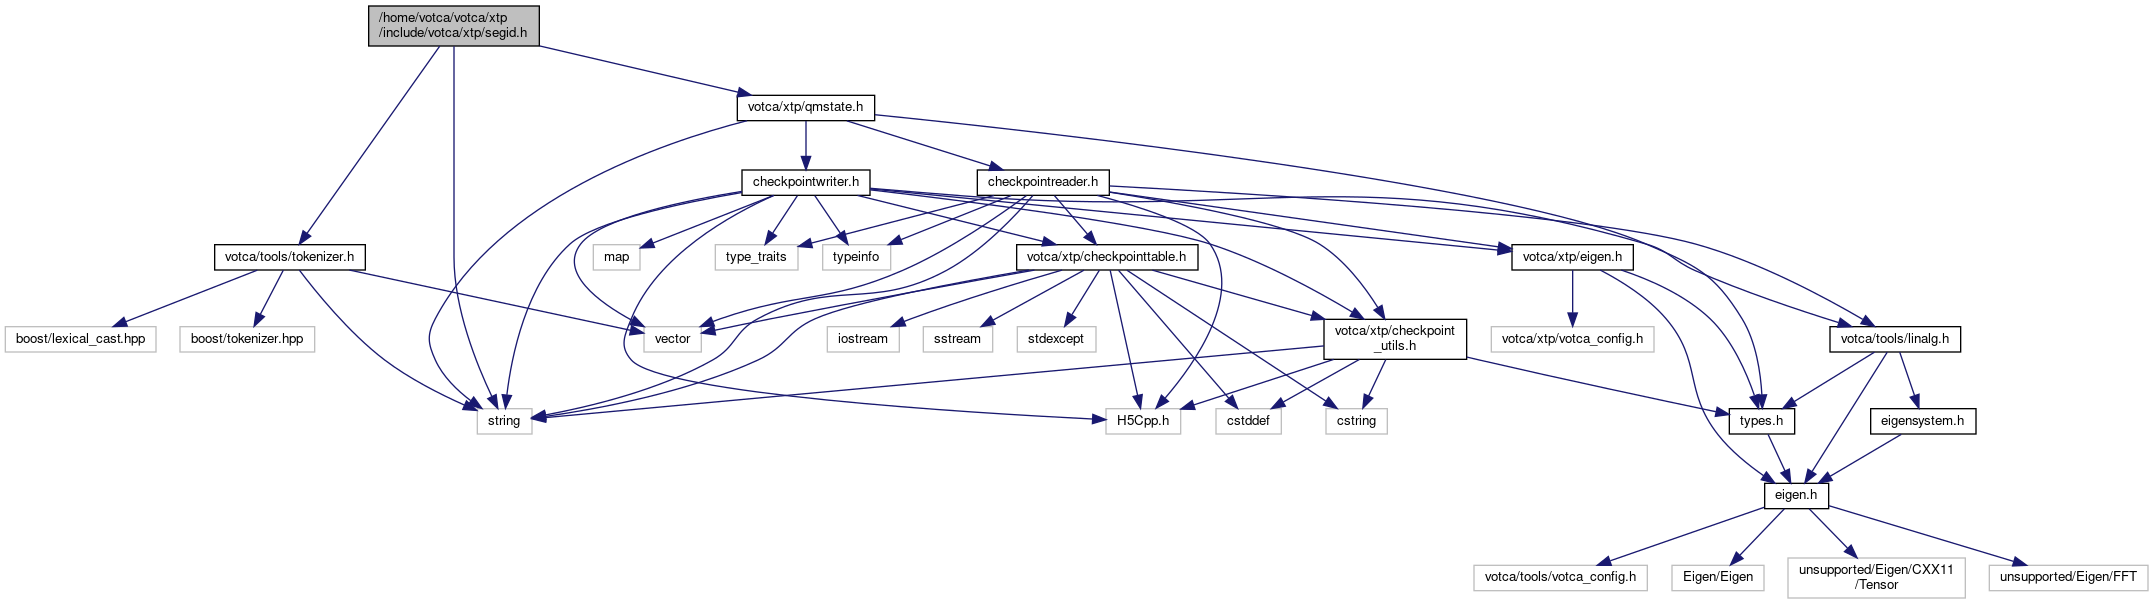 /home/votca/votca/xtp
/include/votca/xtp/segid.h
votca/xtp/qmstate.h
checkpointwriter.h
checkpointreader.h
votca/tools/tokenizer.h
map
type_traits
typeinfo
votca/xtp/checkpointtable.h
votca/xtp/eigen.h
boost/lexical_cast.hpp
boost/tokenizer.hpp
vector
iostream
sstream
stdexcept
votca/xtp/checkpoint
_utils.h
votca/xtp/votca_config.h
votca/tools/linalg.h
string
H5Cpp.h
cstddef
cstring
types.h
eigensystem.h
eigen.h
votca/tools/votca_config.h
Eigen/Eigen
unsupported/Eigen/CXX11
/Tensor
unsupported/Eigen/FFT